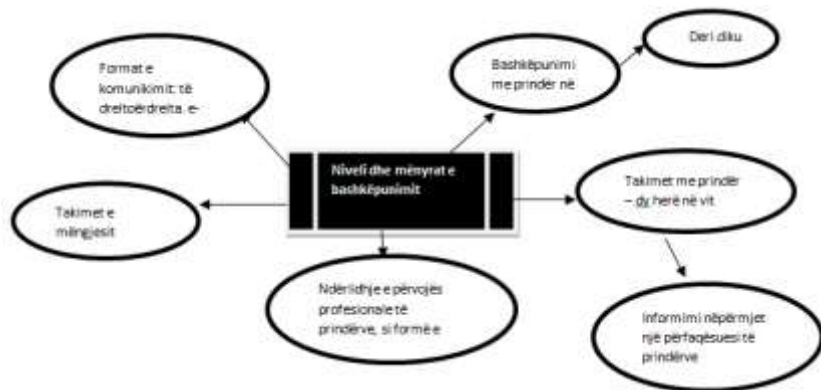 Deri diku
Format e
komunikimit: të
drejtpërdrejta, e-
Bashkëpunimi
me prindër në
Niveli dhe mënyrat e
bashkëpunimit
Takimet me prindër
– dy herë në vit
Takimet e
mëngjesit
Ndërlidhje e përvojës
profesionale të
prindërve, si formë e
Informimi nëpërmjet
një përfaqësuesi të
prindërve